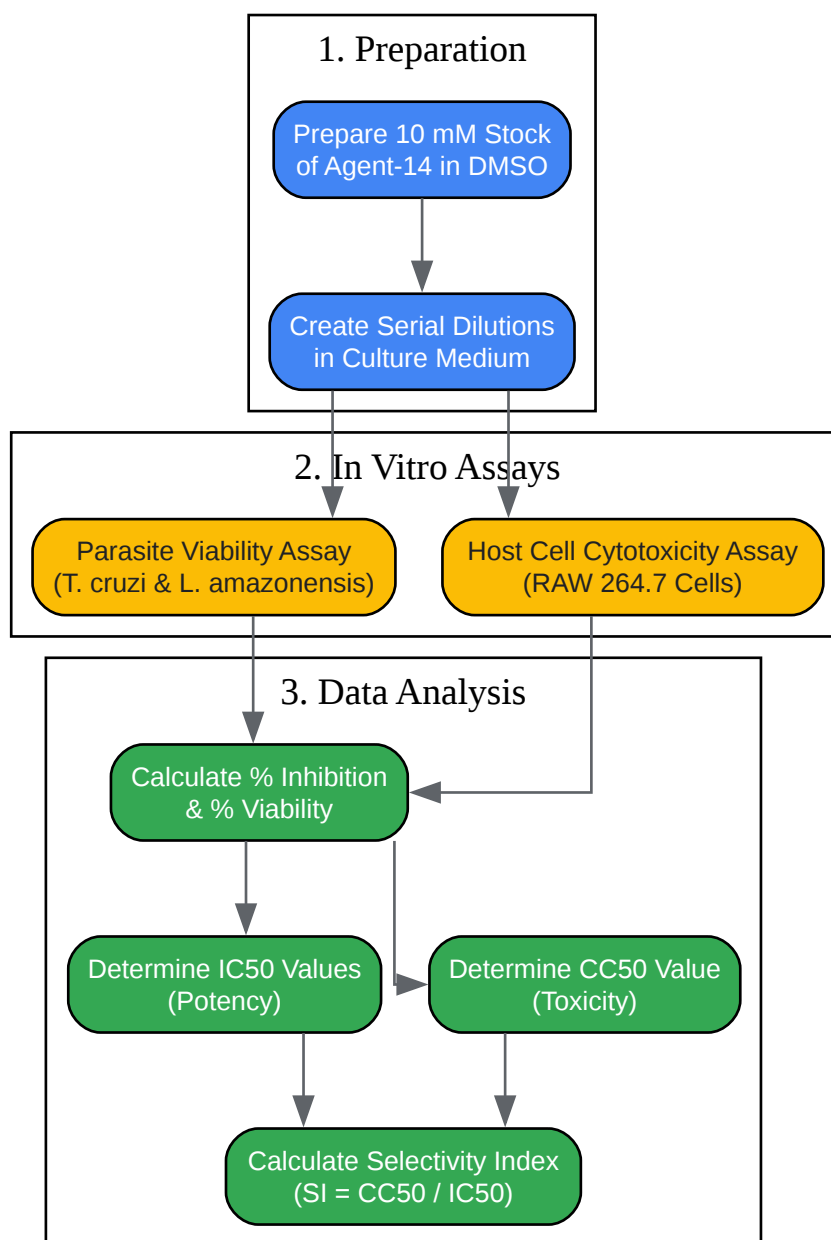 1. Preparation
Prepare 10 mM Stock
of Agent-14 in DMSO
Create Serial Dilutions
in Culture Medium
2. In Vitro Assays
Parasite Viability Assay
(T. cruzi & L. amazonensis)
Host Cell Cytotoxicity Assay
(RAW 264.7 Cells)
3. Data Analysis
Calculate % Inhibition
& % Viability
Determine IC50 Values
(Potency)
Determine CC50 Value
(Toxicity)
Calculate Selectivity Index
(SI = CC50 / IC50)